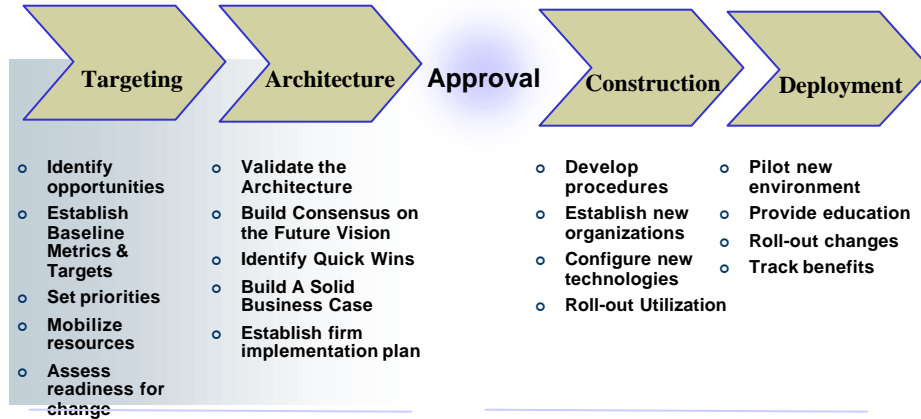 Targeting
Architecture
Approval
Construction
Deployment
Identify
opportunities
Establish
Baseline
Metrics &
Targets
Set priorities
Mobilize
resources
Assess
readiness for
change
Validate the
Architecture
Build Consensus on
the Future Vision
Identify Quick Wins
Build A Solid
Business Case
Establish firm
implementation plan
Develop
procedures
Establish new
organizations
Configure new
technologies
Roll-out Utilization
Pilot new
environment
Provide education
Roll-out changes
Track benefits